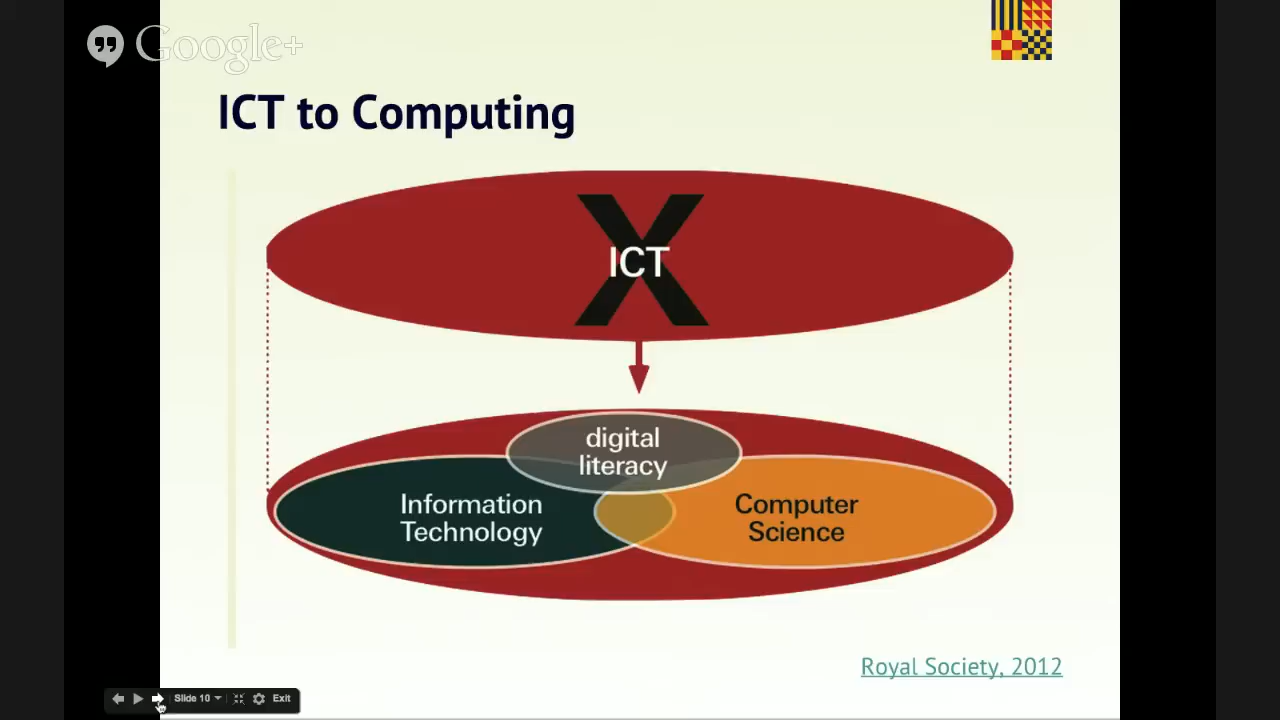 Google+
ICT to Computing
X
ICT
digital
literacy
Information
Technology
Computer
Science
Royal Society, 2012
Slide 10
Exit